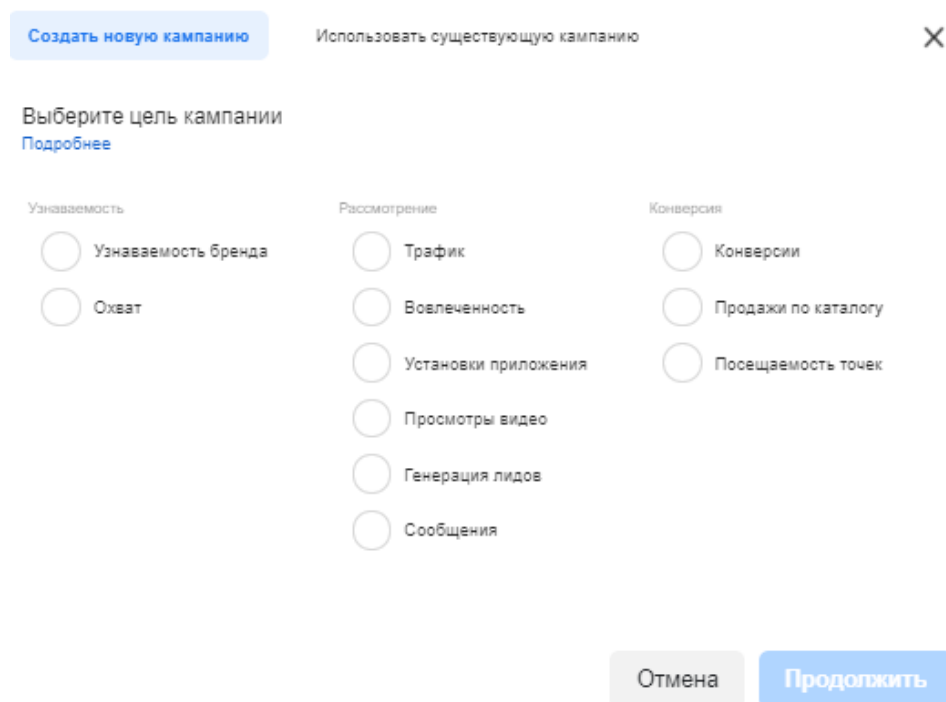 Создать новую кампанию
Использовать существующую кампанию
Выберите цель кампании
Подробнее
Узнаваемость
Узнаваемость бренда
Охват
Рассмотрение
Трафик
Вовлеченность
Установки приложения
Просмотры видео
Генерация лидов
Сообщения
Конверсия
Конверсии
Продажи по каталогу
Посещаемость точек
Отмена
Продолжить